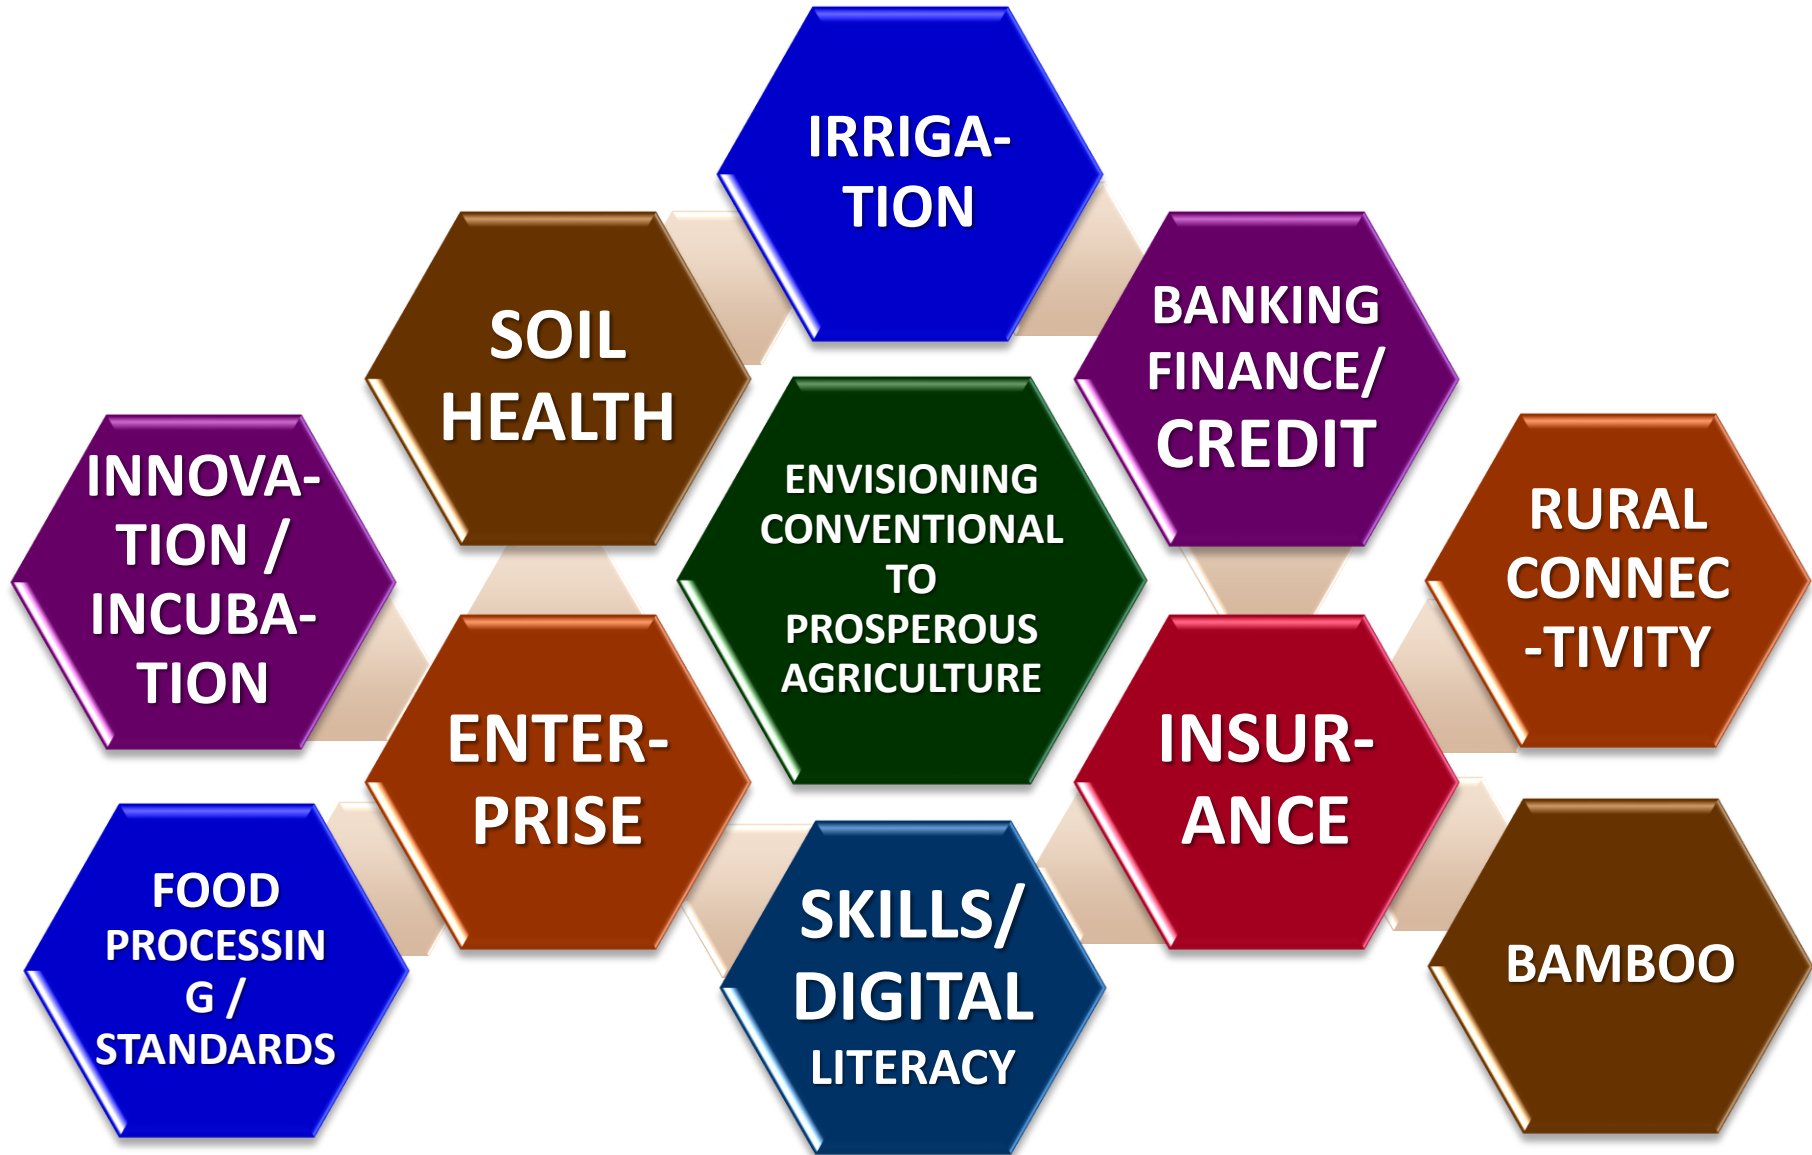 IRRIGA-
TION
SOIL
HEALTH
BANKING
FINANCE/
CREDIT
INNOVA-
TION /
INCUBA-
TION
ENVISIONING
CONVENTIONAL
TO
PROSPEROUS
AGRICULTURE
RURAL
CONNEC
-TIVITY
ENTER-
PRISE
INSUR-
ANCE
FOOD
PROCESSIN
G /
STANDARDS
SKILLS/
DIGITAL
LITERACY
BAMBOO